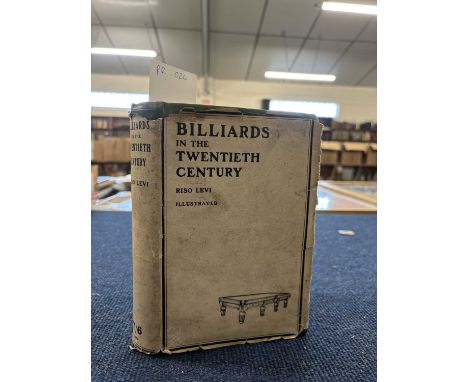 BILLIARDS
IN THE
TWENTIETH
CENTURY
RISO LEVI
ILLUSTRATED
BILLIARDS
IN THE
TWENTIETH
CENTURY
RISO LEVI